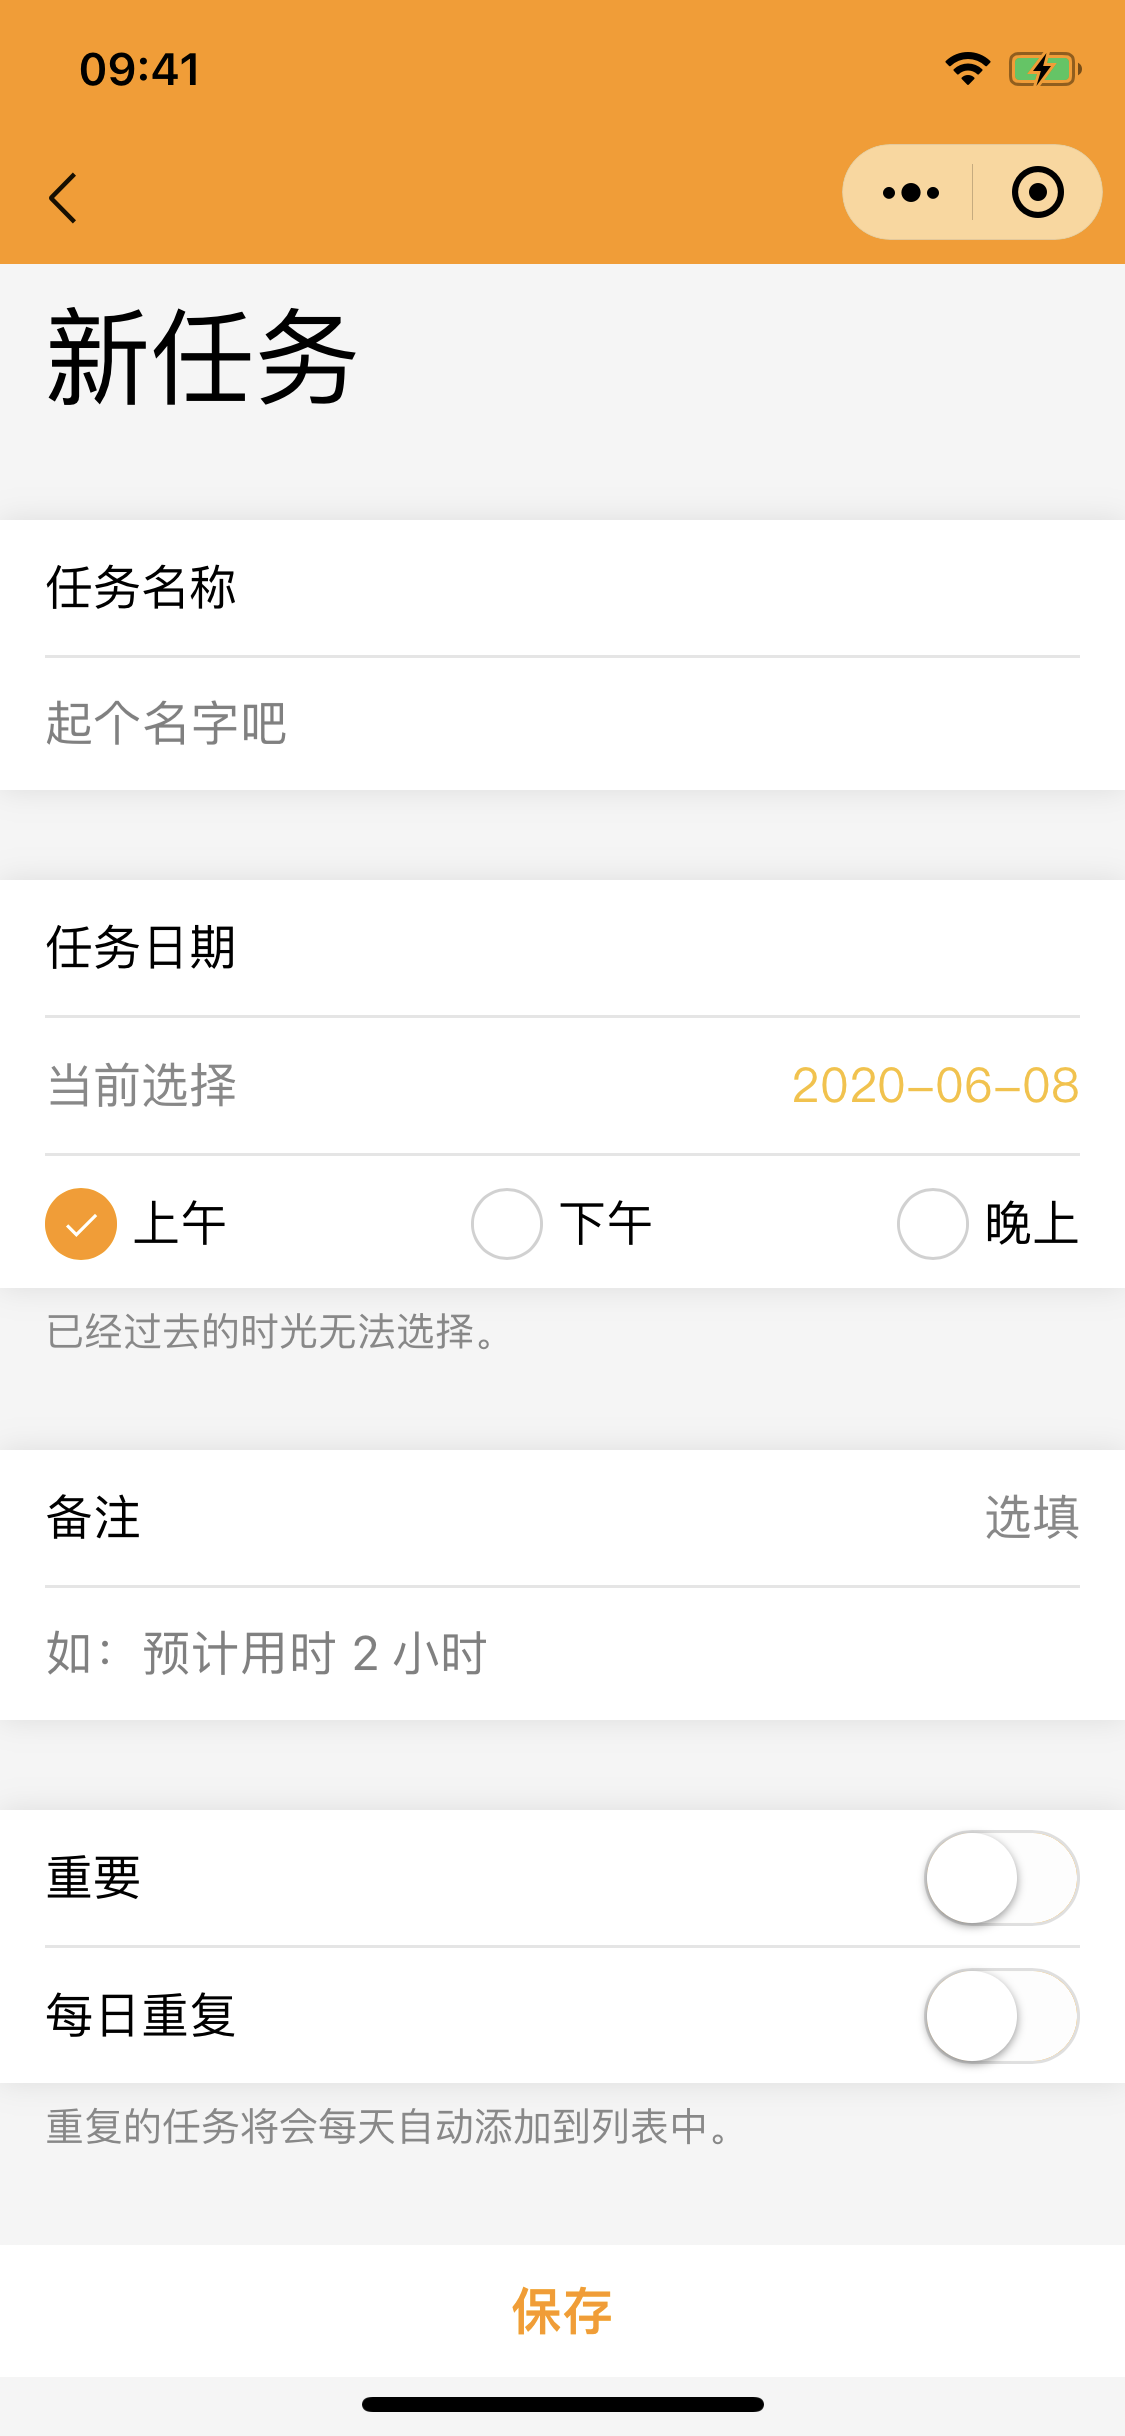 09:41
新任务
任务名称
起个名字吧
任务日期
当前选择 2020-06-08
上午 下午 晚上
已经过去的时光无法选择。
备注 选填
如：预计用时 2 小时
重要
每日重复
重复的任务将会每天自动添加到列表中。
保存